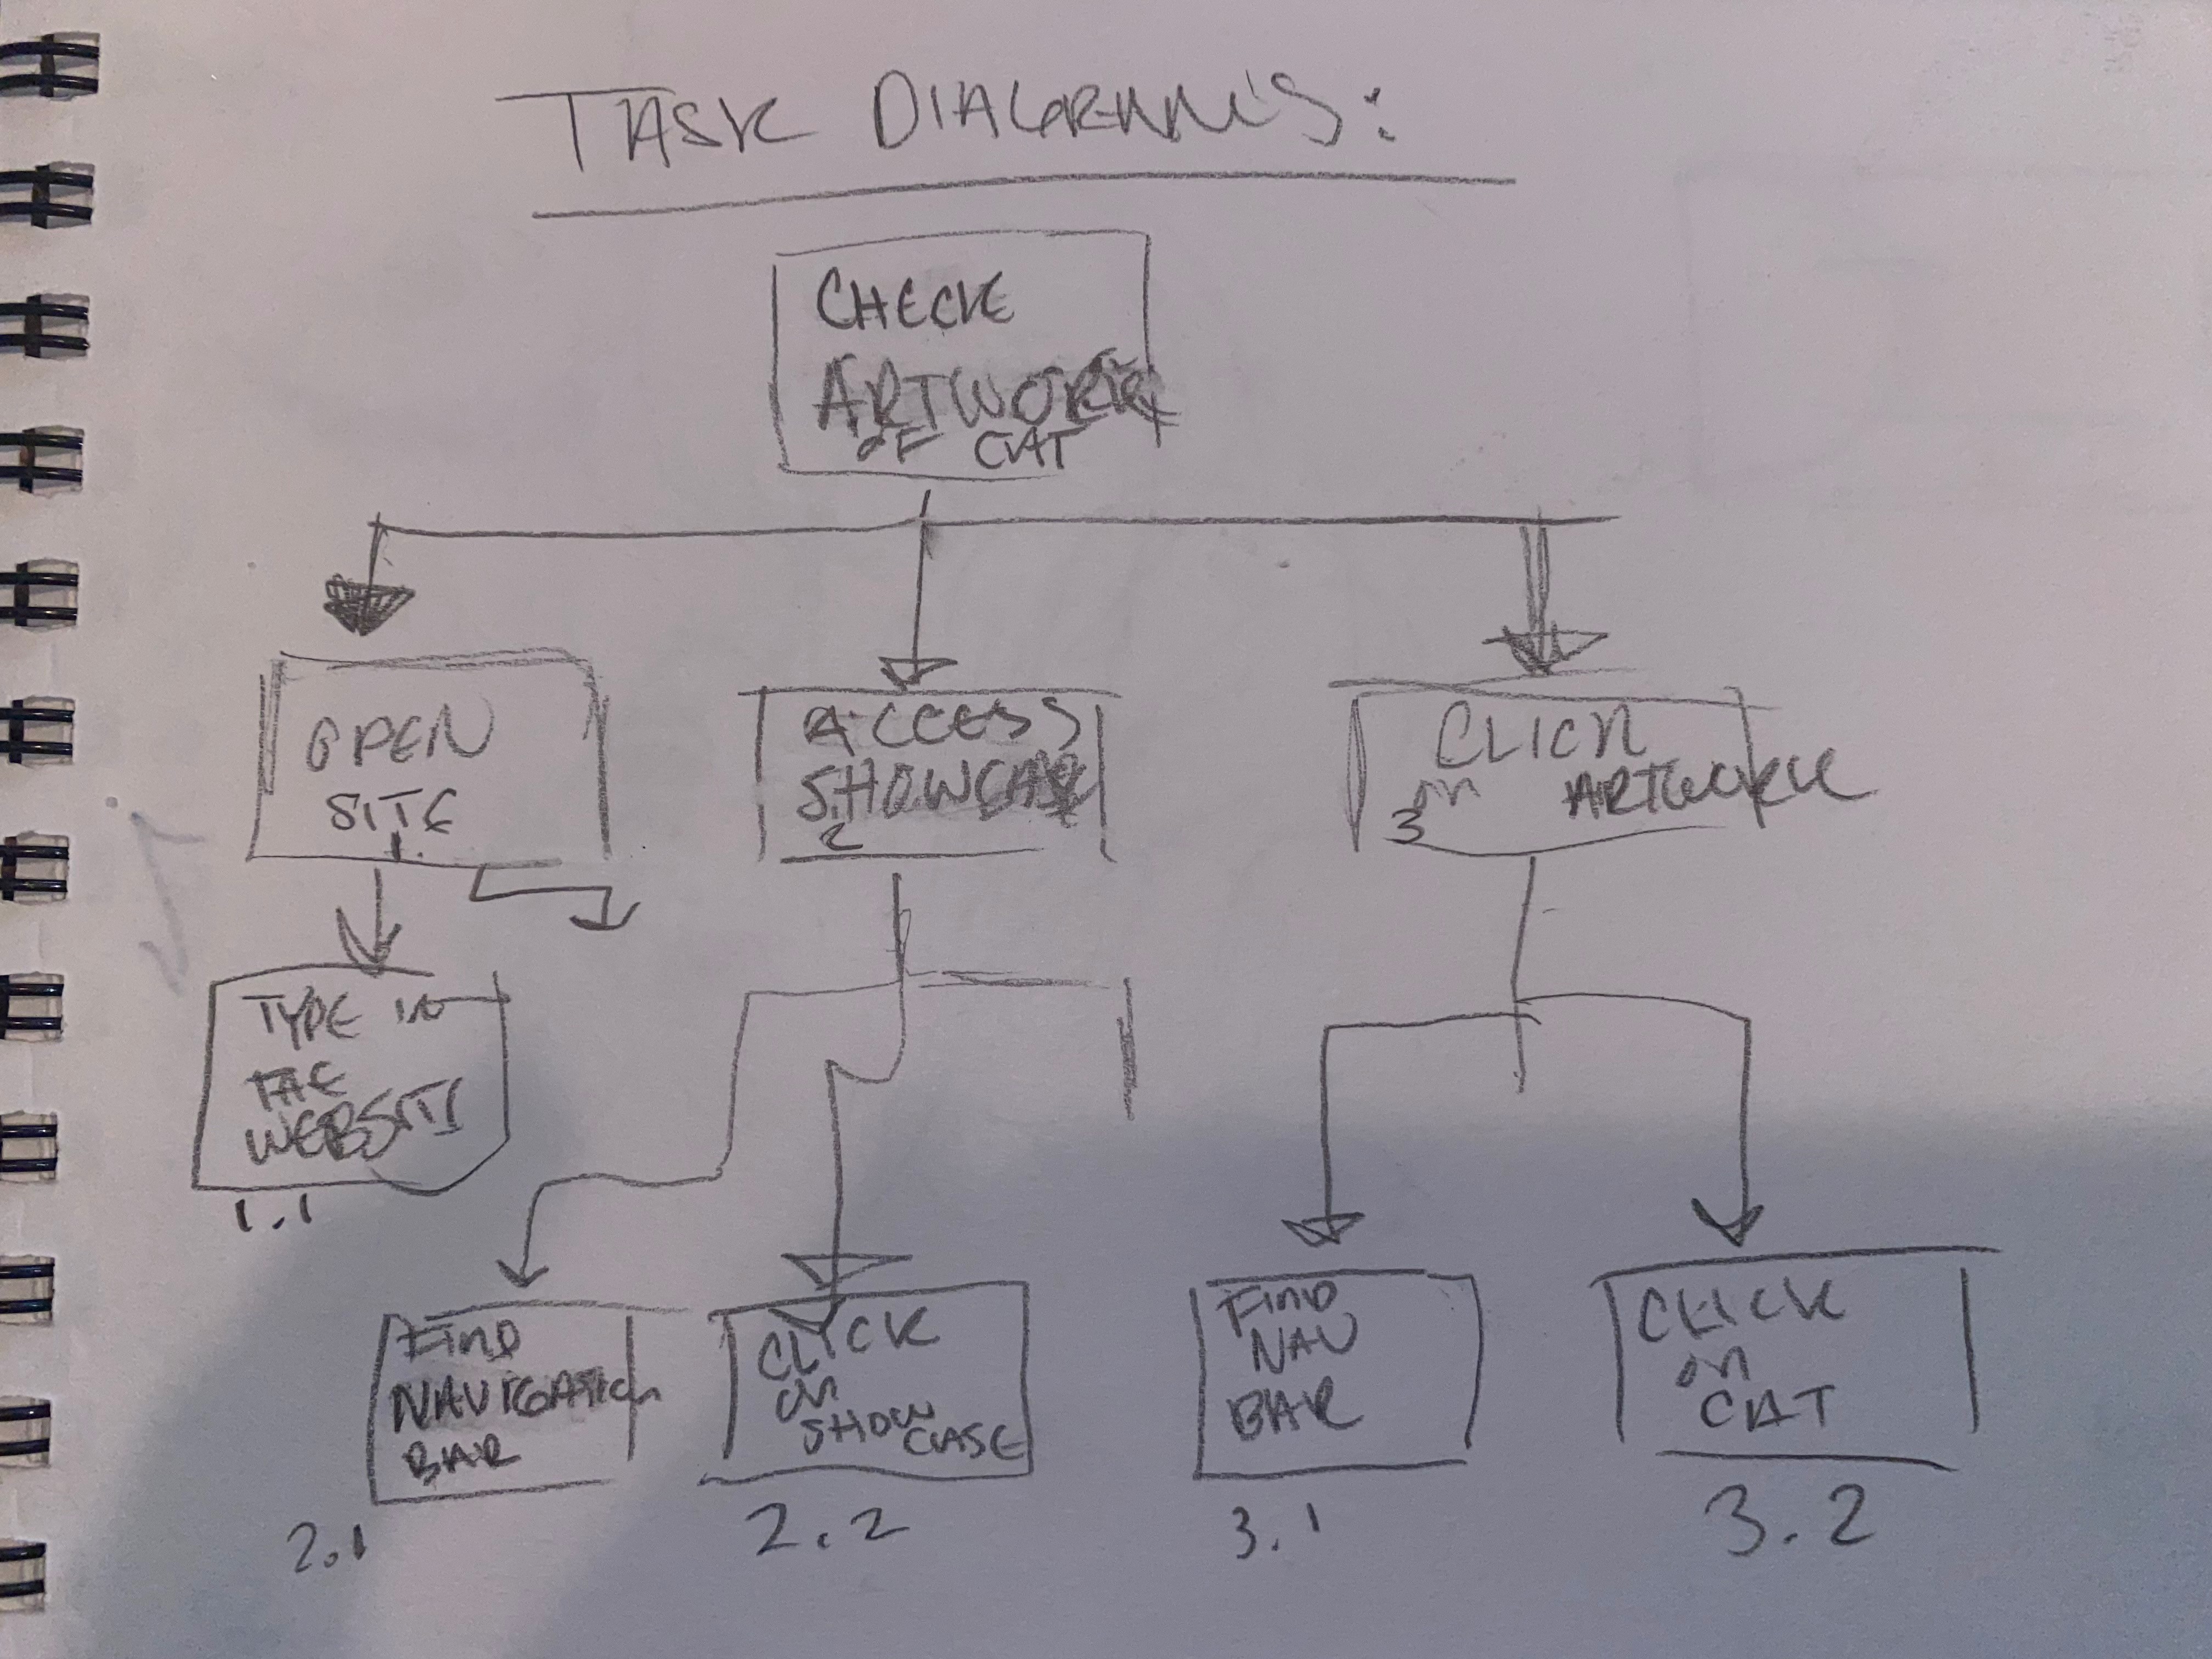 TASK DIAGRAMS:
CHECK
ARTWORK
OF CAT
OPEN
SITE
1.
ACCESS
SHOWCASE
2
CLICK
on ARTWORK
3
TYPE IN
THE
WEBSITE
1.1
FIND
NAVIGATION
BAR
2.1
CLICK
on
SHOW
CASE
2.2
FIND
NAV
BAR
3.1
CLICK
on
CAT
3.2